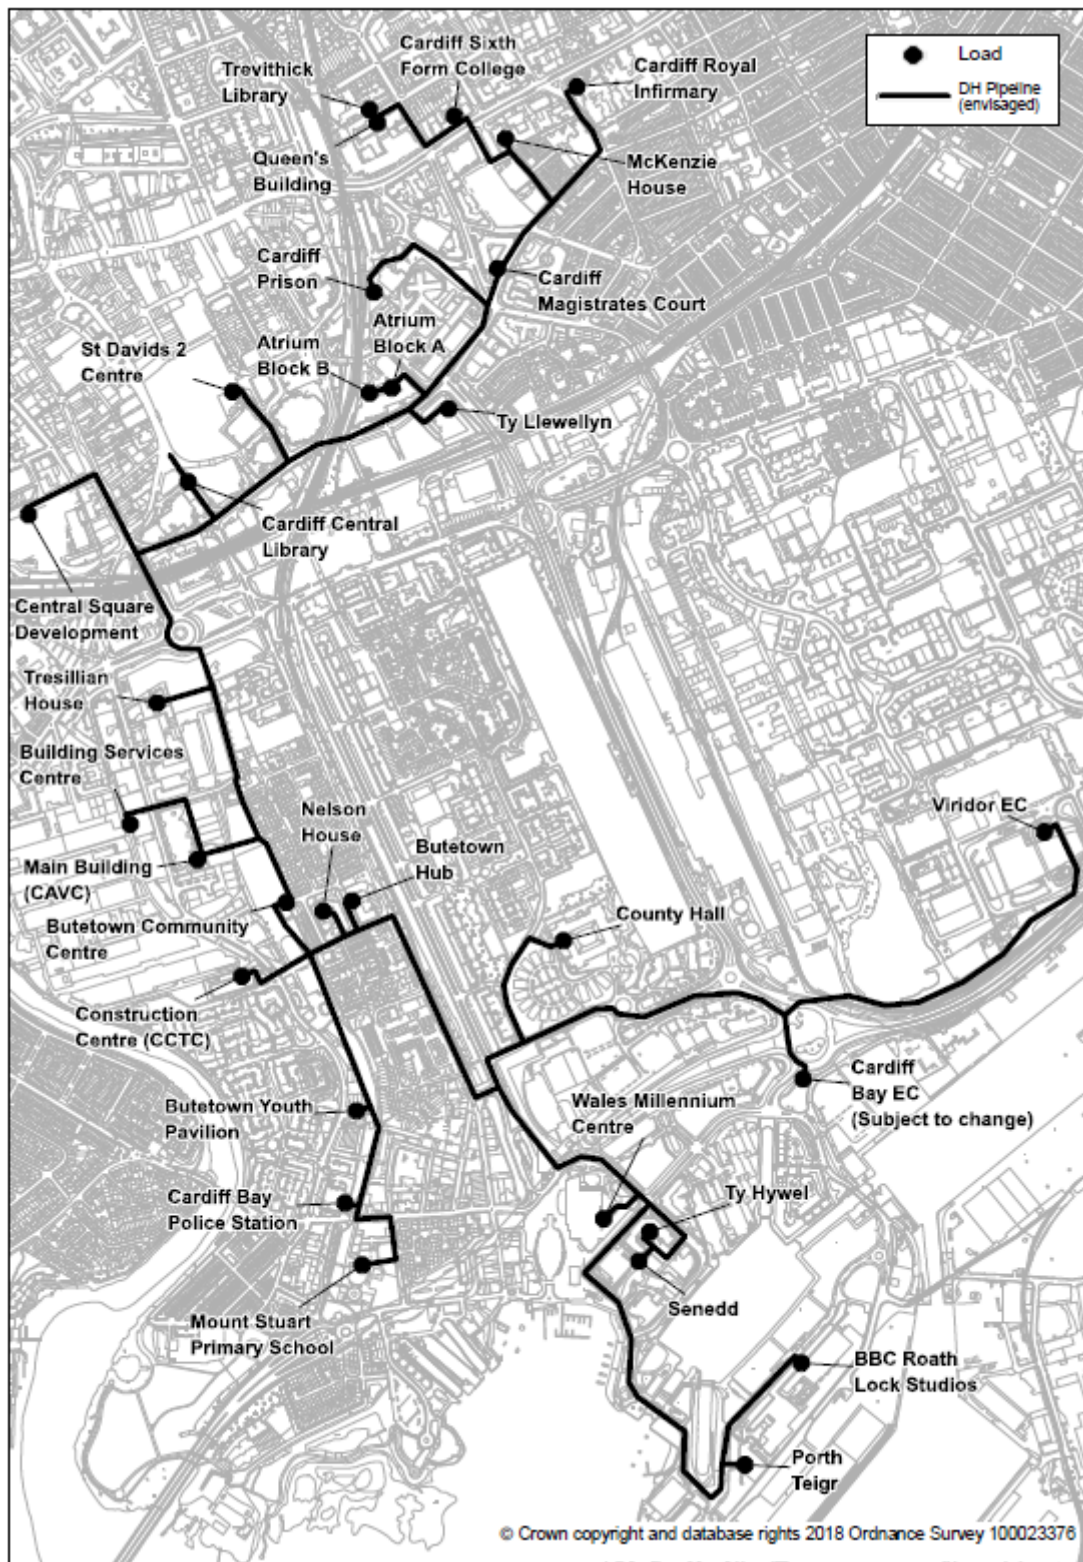 Cardiff Sixth
Form College
Trevithick
Library
Cardiff Royal
Infirmary
Load
DH Pipeline
(envisaged)
Queen's
Building
McKenzie
House
Cardiff
Prison
Cardiff
Magistrates Court
Atrium
Block A
Atrium
Block B
St Davids 2
Centre
Ty Llewellyn
Cardiff Central
Library
Central Square
Development
Tresillian
House
Building Services
Centre
Nelson
House
Viridor EC
Butetown
Hub
Main Building
(CAVC)
County Hall
Butetown Community
Centre
Construction
Centre (CCTC)
Cardiff
Bay EC
(Subject to change)
Wales Millennium
Centre
Butetown Youth
Pavilion
Ty Hywel
Cardiff Bay
Police Station
Senedd
Mount Stuart
Primary School
BBC Roath
Lock Studios
Porth
Teigr
© Crown copyright and database rights 2018 Ordnance Survey 100023376